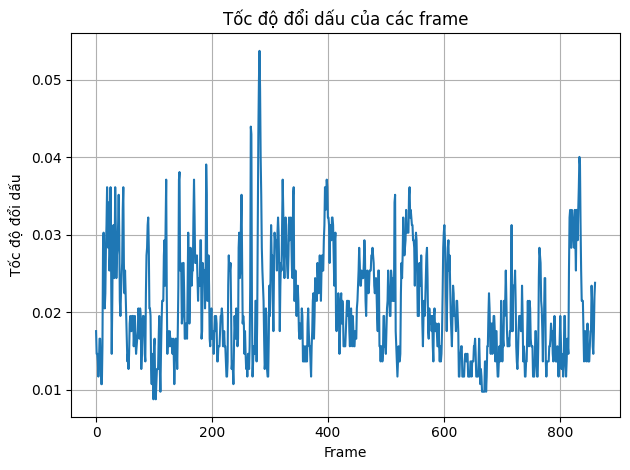 Tốc độ đổi dấu của các frame
Tốc độ đổi dấu
0.05
0.04
0.03
0.02
0.01
0 200 400 600 800
Frame